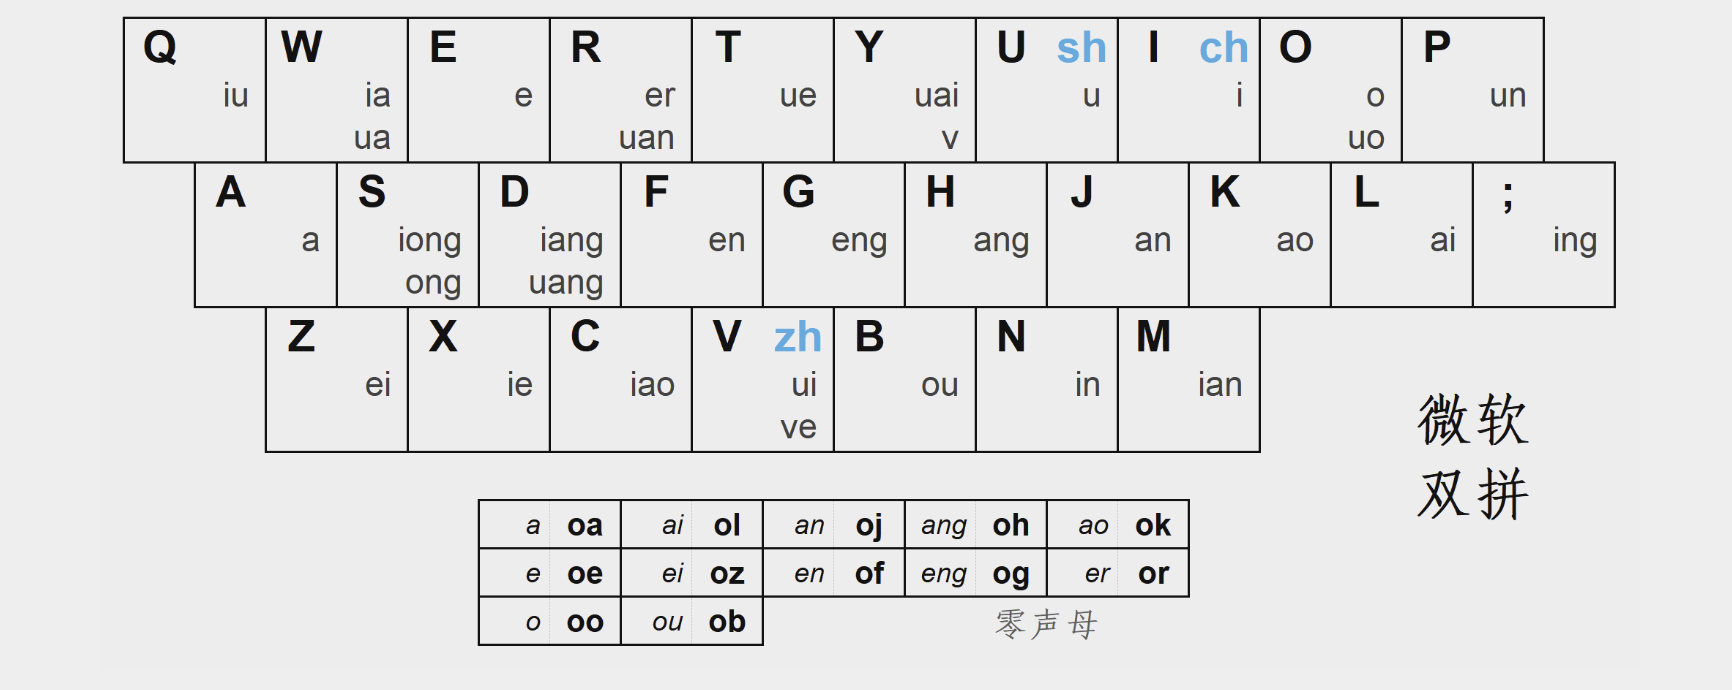 Q W E R T Y U sh I ch O P
iu ia e er ue uai u i o un
ua uan v uo
A S D F G H J K L ;
a iong iang en eng ang an ao ai ing
ong uang
Z X C V zh B N M
ei ie iao ui ou in ian
ve
微软
双拼
a oa ai ol an oj ang oh ao ok
e oe ei oz en of eng og er or
o oo ou ob
零声母